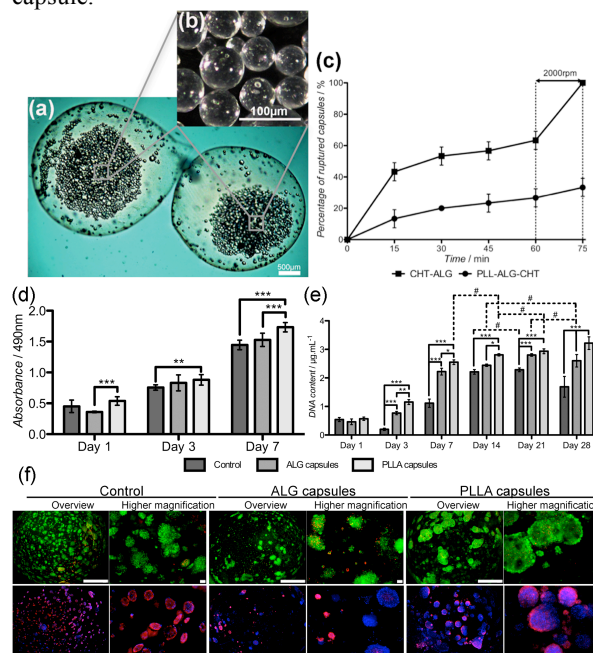 capsule.
(b)
100μm
(a)
500μm
(c)
2000rpm
Percentage of ruptured capsules / %
100
80
60
40
20
0
0 15 30 45 60 75
Time / min
CHT-ALG PLL-ALG-CHT
(d)
Absorbance / 490nm
2.0
1.5
1.0
0.5
0.0
***
**
***
***
Day 1 Day 3 Day 7
(e)
DNA content / μg.mL⁻¹
4
3
2
1
0
# # # # #
*** ** ***
*** *** *
*** *
*** ***
***
Day 1 Day 3 Day 7 Day 14 Day 21 Day 28
Control ALG capsules PLLA capsules
(f)
Control ALG capsules PLLA capsules
Overview Higher magnification Overview Higher magnification Overview Higher magnification